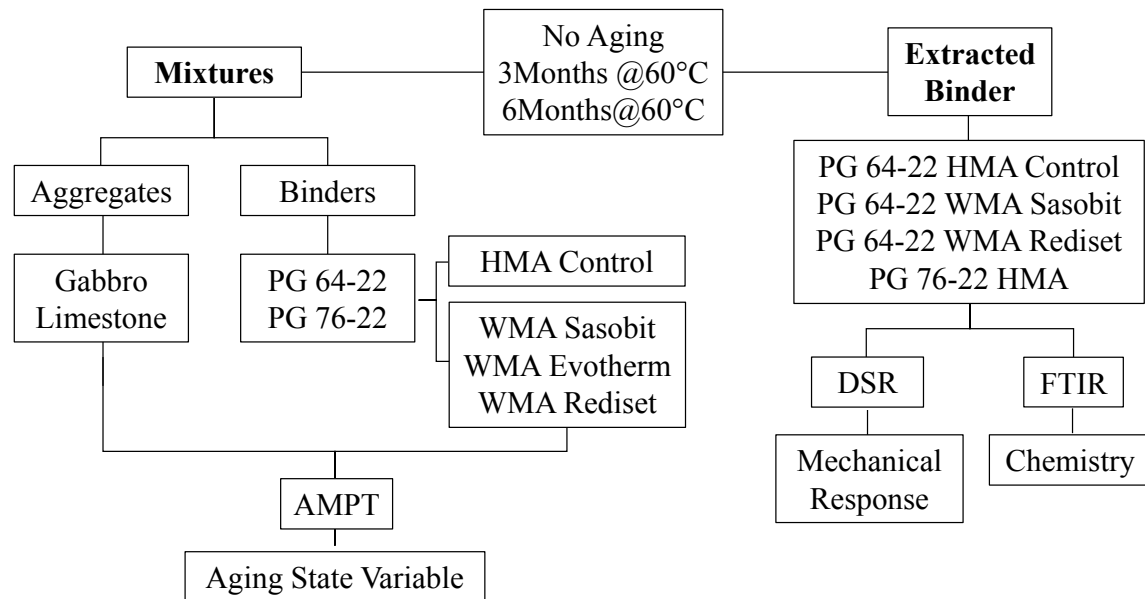 Mixtures
No Aging
3Months @60°C
6Months@60°C
Extracted
Binder
Aggregates
Binders
Gabbro
Limestone
PG 64-22
PG 76-22
HMA Control
WMA Sasobit
WMA Evotherm
WMA Rediset
AMPT
Aging State Variable
PG 64-22 HMA Control
PG 64-22 WMA Sasobit
PG 64-22 WMA Rediset
PG 76-22 HMA
DSR
FTIR
Mechanical
Response
Chemistry